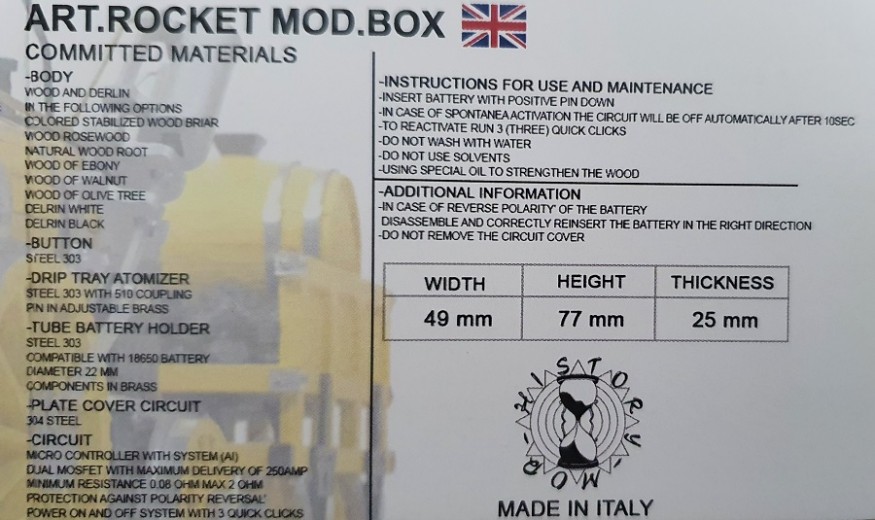 ART.ROCKET MOD.BOX
COMMITTED MATERIALS
-BODY
WOOD AND DERLIN
IN THE FOLLOWING OPTIONS
COLORED STABILIZED WOOD BRIAR
WOOD ROSEWOOD
NATURAL WOOD ROOT
WOOD OF EBONY
WOOD OF WALNUT
WOOD OF OLIVE TREE
DELRIN WHITE
DELRIN BLACK
-BUTTON
STEEL 303
-DRIP TRAY ATOMIZER
STEEL 303 WITH 510 COUPLING
PIN IN ADJUSTABLE BRASS
-TUBE BATTERY HOLDER
STEEL 303
COMPATIBLE WITH 18650 BATTERY
DIAMETER 22 MM
COMPONENTS IN BRASS
-PLATE COVER CIRCUIT
304 STEEL
-CIRCUIT
MICRO CONTROLLER WITH SYSTEM (AI)
DUAL MOSFET WITH MAXIMUM DELIVERY OF 250AMP
MINIMUM RESISTANCE 0.08 OHM MAX 2 OHM
PROTECTION AGAINST POLARITY REVERSAL'
POWER ON AND OFF SYSTEM WITH 3 QUICK CLICKS
-INSTRUCTIONS FOR USE AND MAINTENANCE
-INSERT BATTERY WITH POSITIVE PIN DOWN
-IN CASE OF SPONTANEA ACTIVATION THE CIRCUIT WILL BE OFF AUTOMATICALLY AFTER 10SEC
-TO REACTIVATE RUN 3 (THREE) QUICK CLICKS
-DO NOT WASH WITH WATER
-DO NOT USE SOLVENTS
-USING SPECIAL OIL TO STRENGTHEN THE WOOD
-ADDITIONAL INFORMATION
-IN CASE OF REVERSE POLARITY' OF THE BATTERY
DISASSEMBLE AND CORRECTLY REINSERT THE BATTERY IN THE RIGHT DIRECTION
-DO NOT REMOVE THE CIRCUIT COVER
WIDTH HEIGHT THICKNESS
49 mm 77 mm 25 mm
-HISTORY-
MOD
MADE IN ITALY